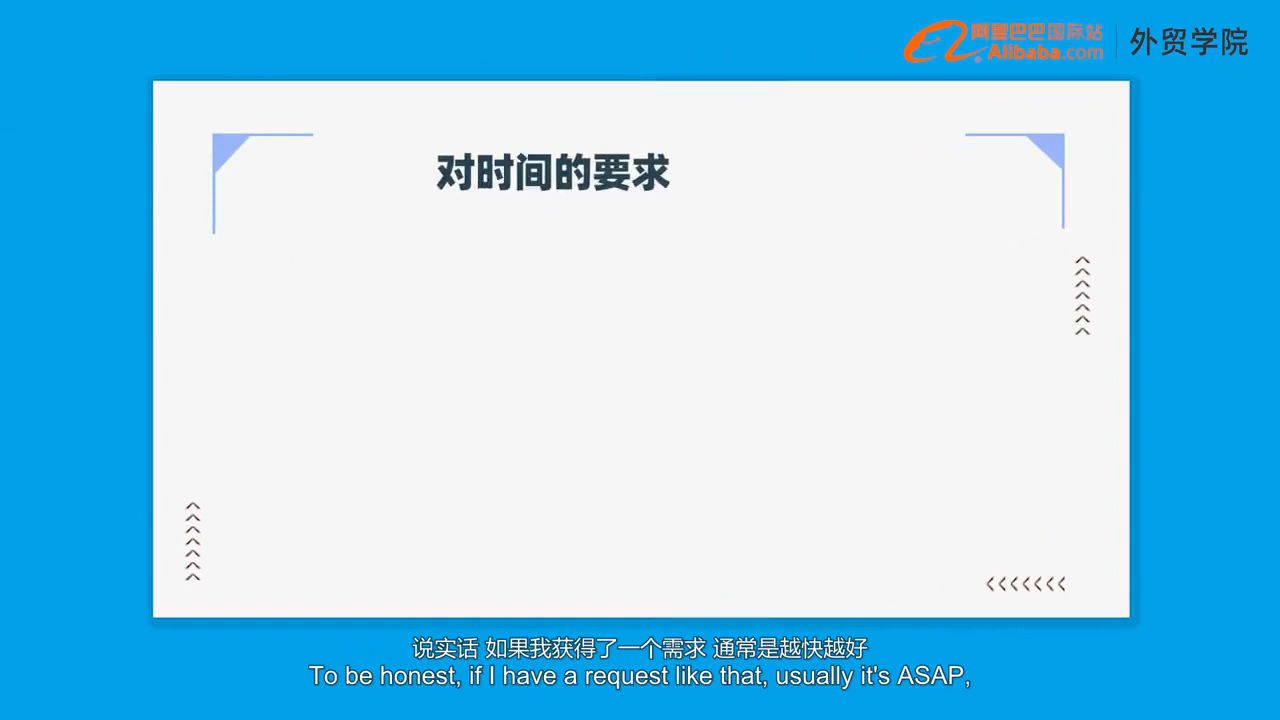 阿里巴巴国际站
Alibaba.com
外贸学院
对时间的要求
说实话 如果我获得了一个需求 通常是越快越好
To be honest, if I have a request like that, usually it's ASAP,